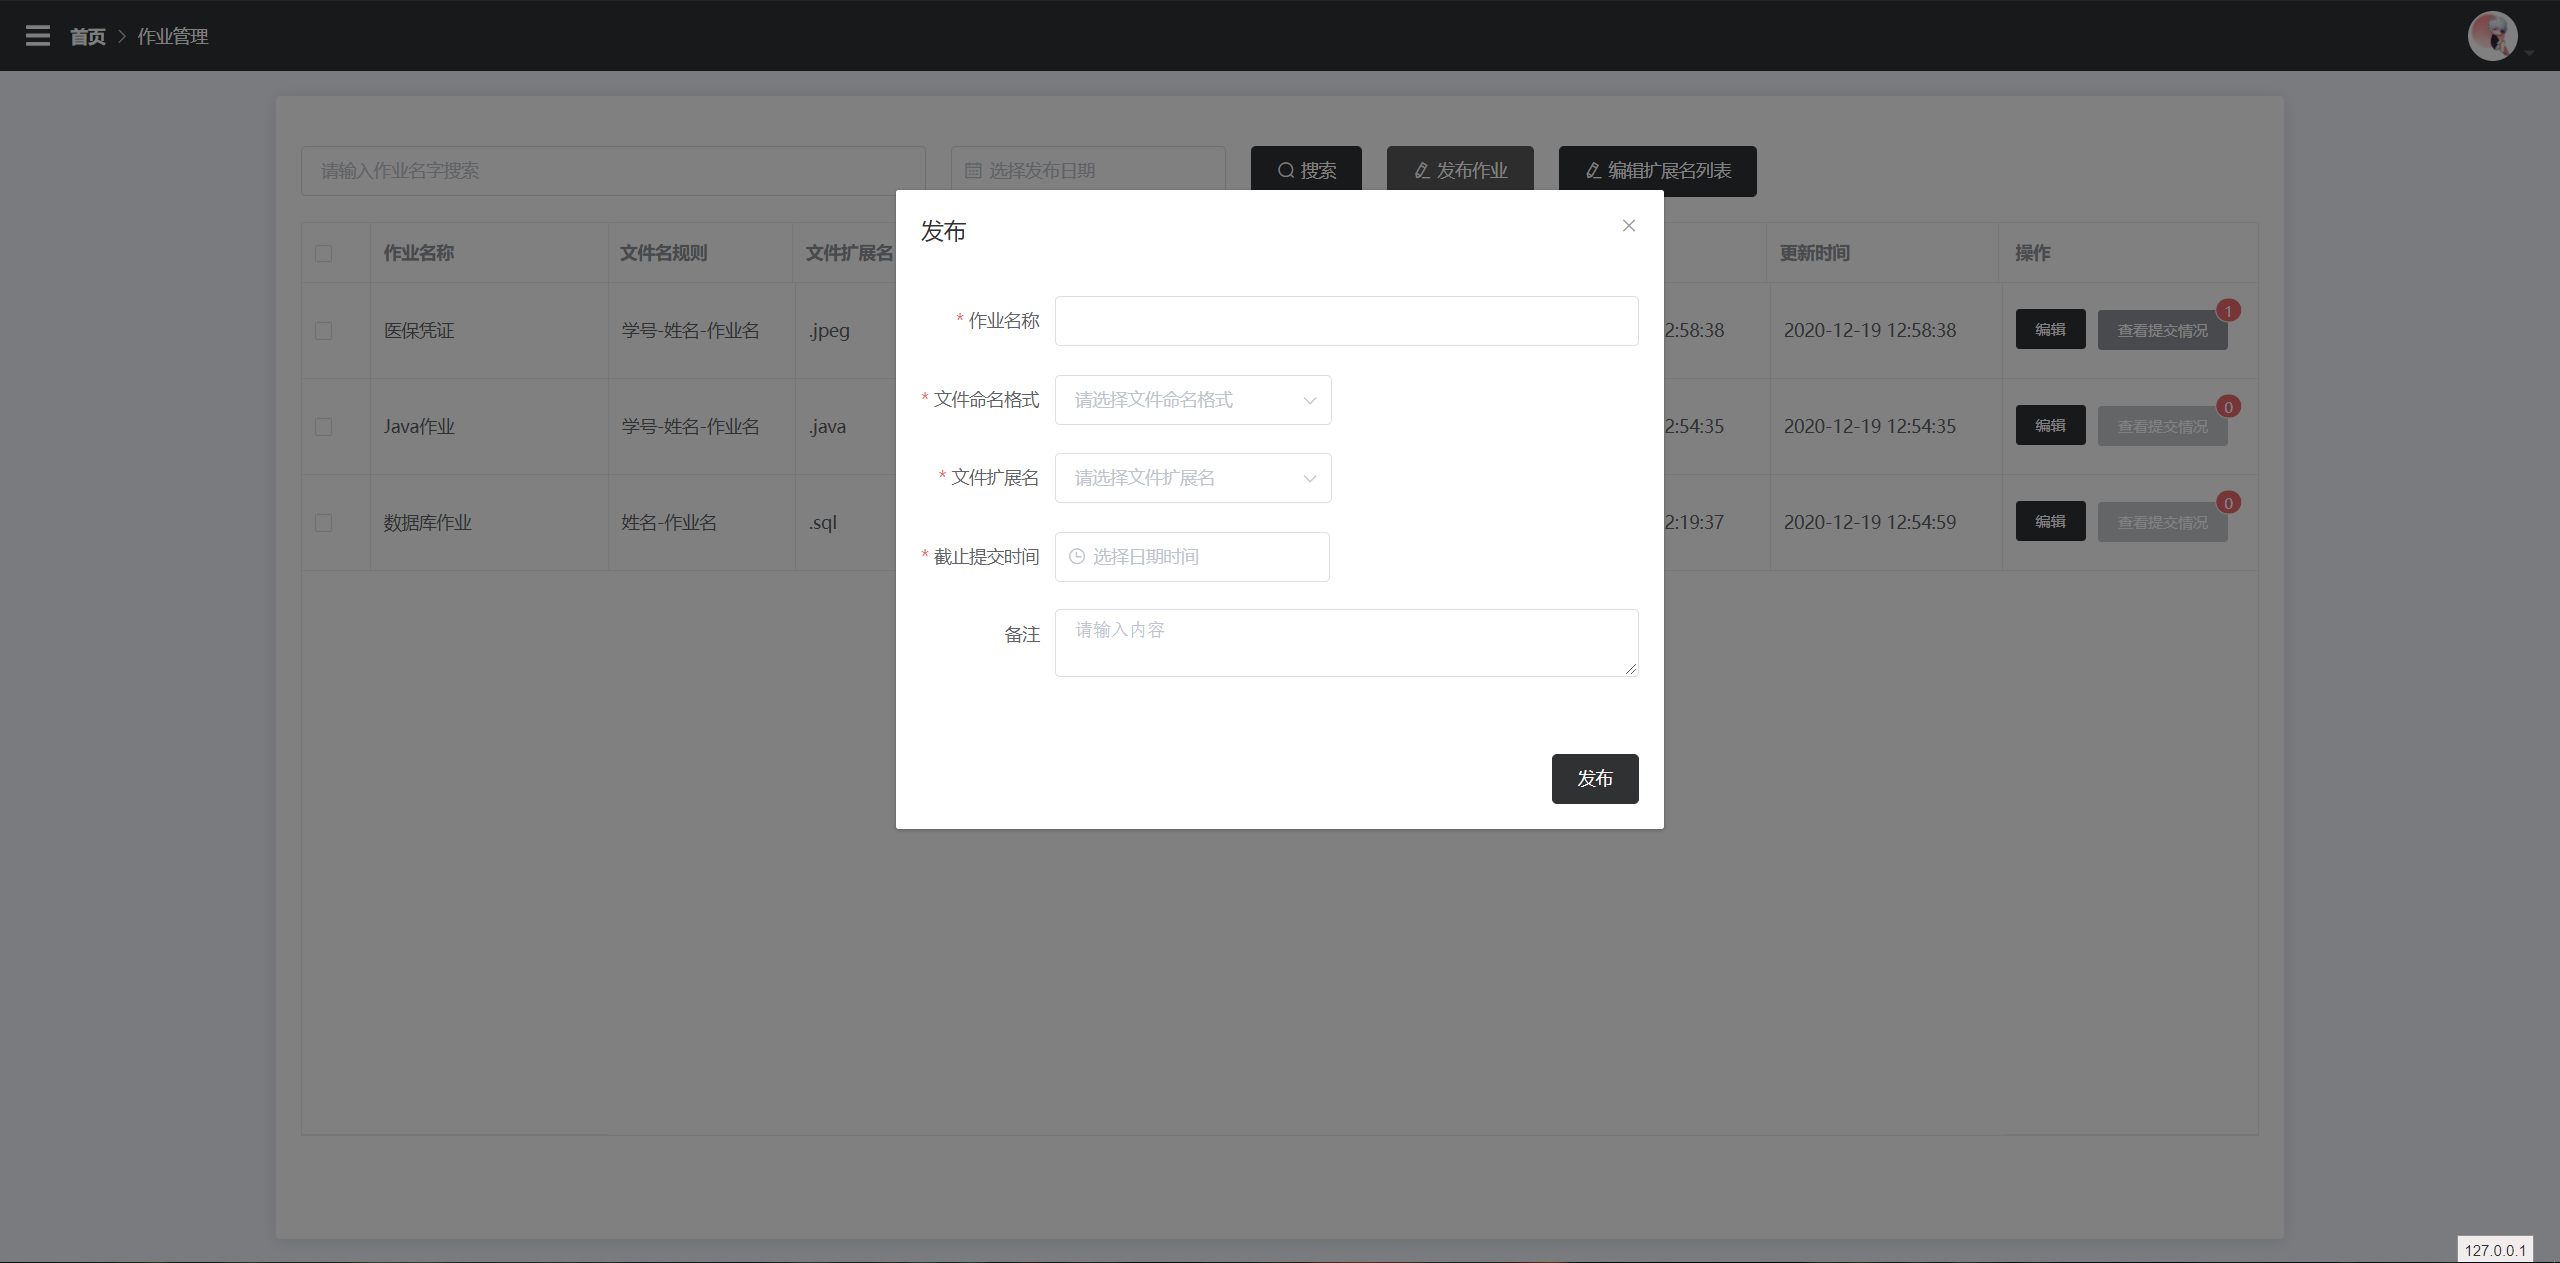 首页 > 作业管理
请输入作业名字搜索 选择发布日期 搜索 发布作业 编辑扩展名列表
发布
作业名称 文件名规则 文件扩展名 更新时间 操作
医保凭证 学号-姓名-作业名 .jpeg 2:58:38 2020-12-19 12:58:38 编辑 查看提交情况 1
Java作业 学号-姓名-作业名 .java 2:54:35 2020-12-19 12:54:35 编辑 查看提交情况 0
数据库作业 姓名-作业名 .sql 2:19:37 2020-12-19 12:54:59 编辑 查看提交情况 0
* 作业名称
* 文件命名格式 请选择文件命名格式
* 文件扩展名 请选择文件扩展名
* 截止提交时间 选择日期时间
备注 请输入内容
发布
127.0.0.1